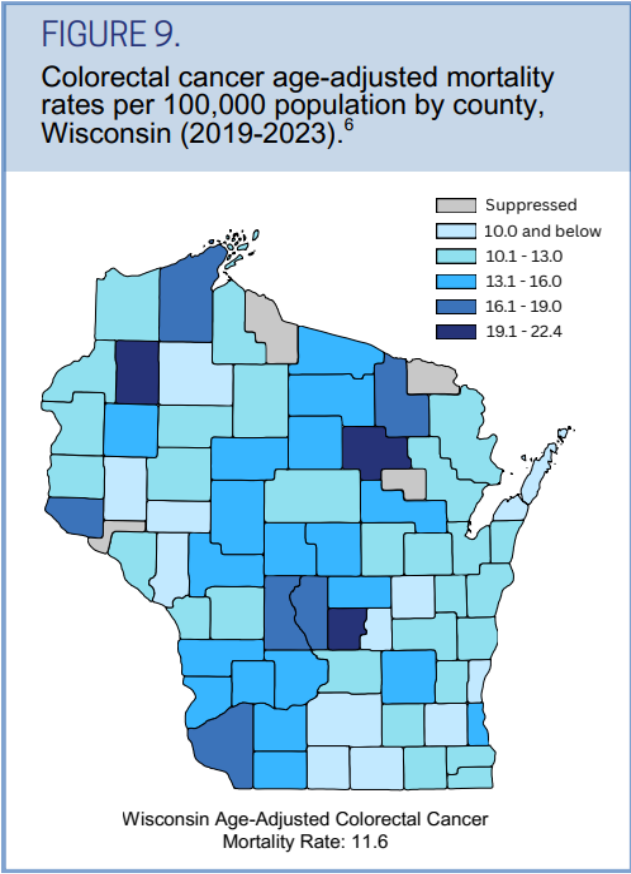 FIGURE 9.
Colorectal cancer age-adjusted mortality
rates per 100,000 population by county,
Wisconsin (2019-2023).6
Suppressed
10.0 and below
10.1 - 13.0
13.1 - 16.0
16.1 - 19.0
19.1 - 22.4
Wisconsin Age-Adjusted Colorectal Cancer
Mortality Rate: 11.6